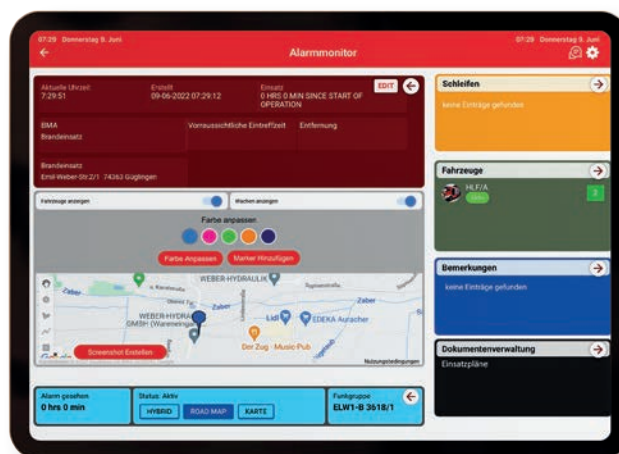 07:29 Donnerstag 9. Juni
07:29 Donnerstag 9. Juni
Alarmmonitor
Aktuelle Uhrzeit
7:29:51
Erstellt
09-06-2022 07:29:12
Einsatz
0 HRS 0 MIN SINCE START OF
OPERATION
EDIT
BMA
Brandeinsatz
Vorraussichtliche Eintreffzeit
Entfernung
Brandeinsatz
Emil-Weber-Str.2/1 74363 Güglingen
Fahrzeuge anzeigen
Wachen anzeigen
Farbe anpassen
Farbe Anpassen
Marker Hinzufügen
WEBER-HYDRAULIK
Zaber
Zaber
Zaber
WEBER-HYDRA
GMBH (Wareneingan
Lidl
EDEKA Auracher
Der Zug - Music-Pub
Screenshot Erstellen
Nutzungsbedingungen
Alarm gesehen
0 hrs 0 min
Status: Aktiv
HYBRID
ROAD MAP
KARTE
Funkgruppe
ELW1-B 3618/1
Schleifen
keine Einträge gefunden
Fahrzeuge
HLF/A
2
Bemerkungen
keine Einträge gefunden
Dokumentenverwaltung
Einsatzpläne